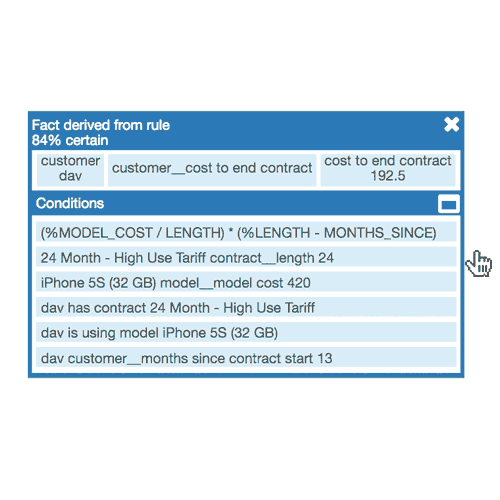 Fact derived from rule
84% certain
customer
dav
customer__cost to end contract
cost to end contract
192.5
Conditions
(%MODEL_COST / LENGTH) * (%LENGTH - MONTHS_SINCE)
24 Month - High Use Tariff contract__length 24
iPhone 5S (32 GB) model__model cost 420
dav has contract 24 Month - High Use Tariff
dav is using model iPhone 5S (32 GB)
dav customer__months since contract start 13